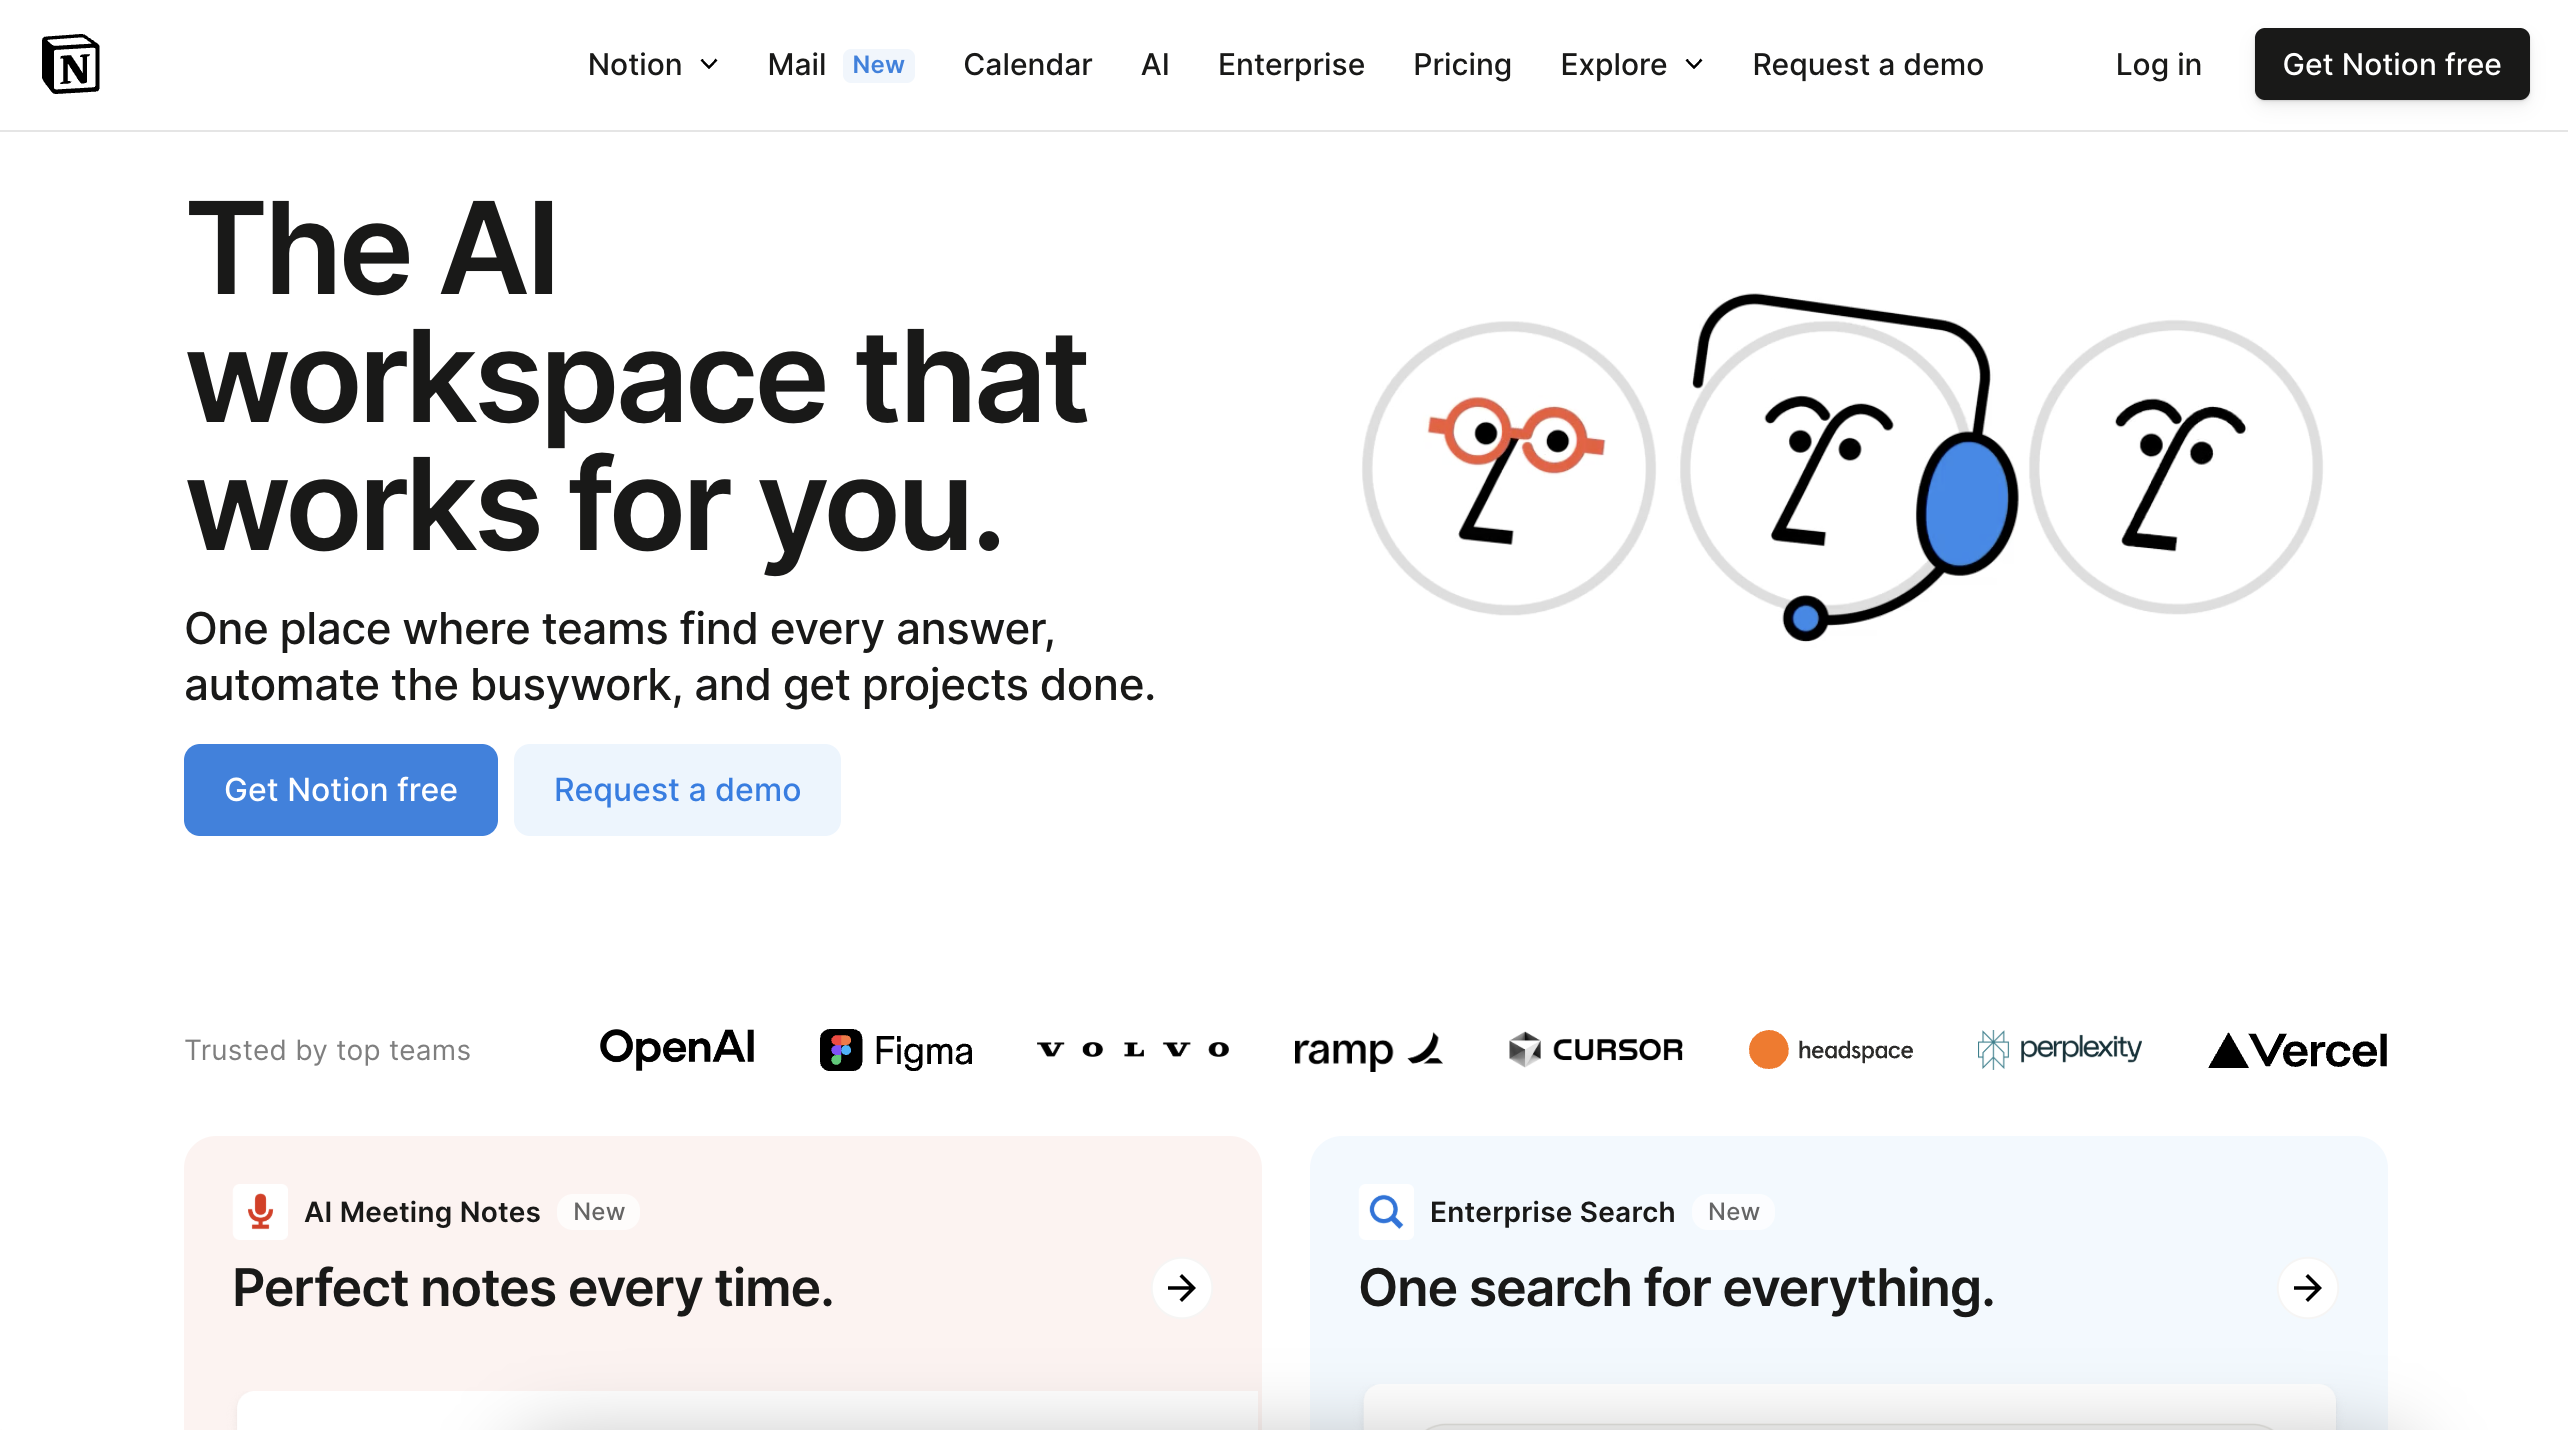 N
Notion
Mail New
Calendar
AI
Enterprise
Pricing
Explore
Request a demo
Log in
Get Notion free
The AI
workspace that
works for you.
One place where teams find every answer,
automate the busywork, and get projects done.
Get Notion free
Request a demo
Trusted by top teams
OpenAI
Figma
VOLVO
ramp
CURSOR
headspace
perplexity
Vercel
AI Meeting Notes New
Perfect notes every time.
Enterprise Search New
One search for everything.